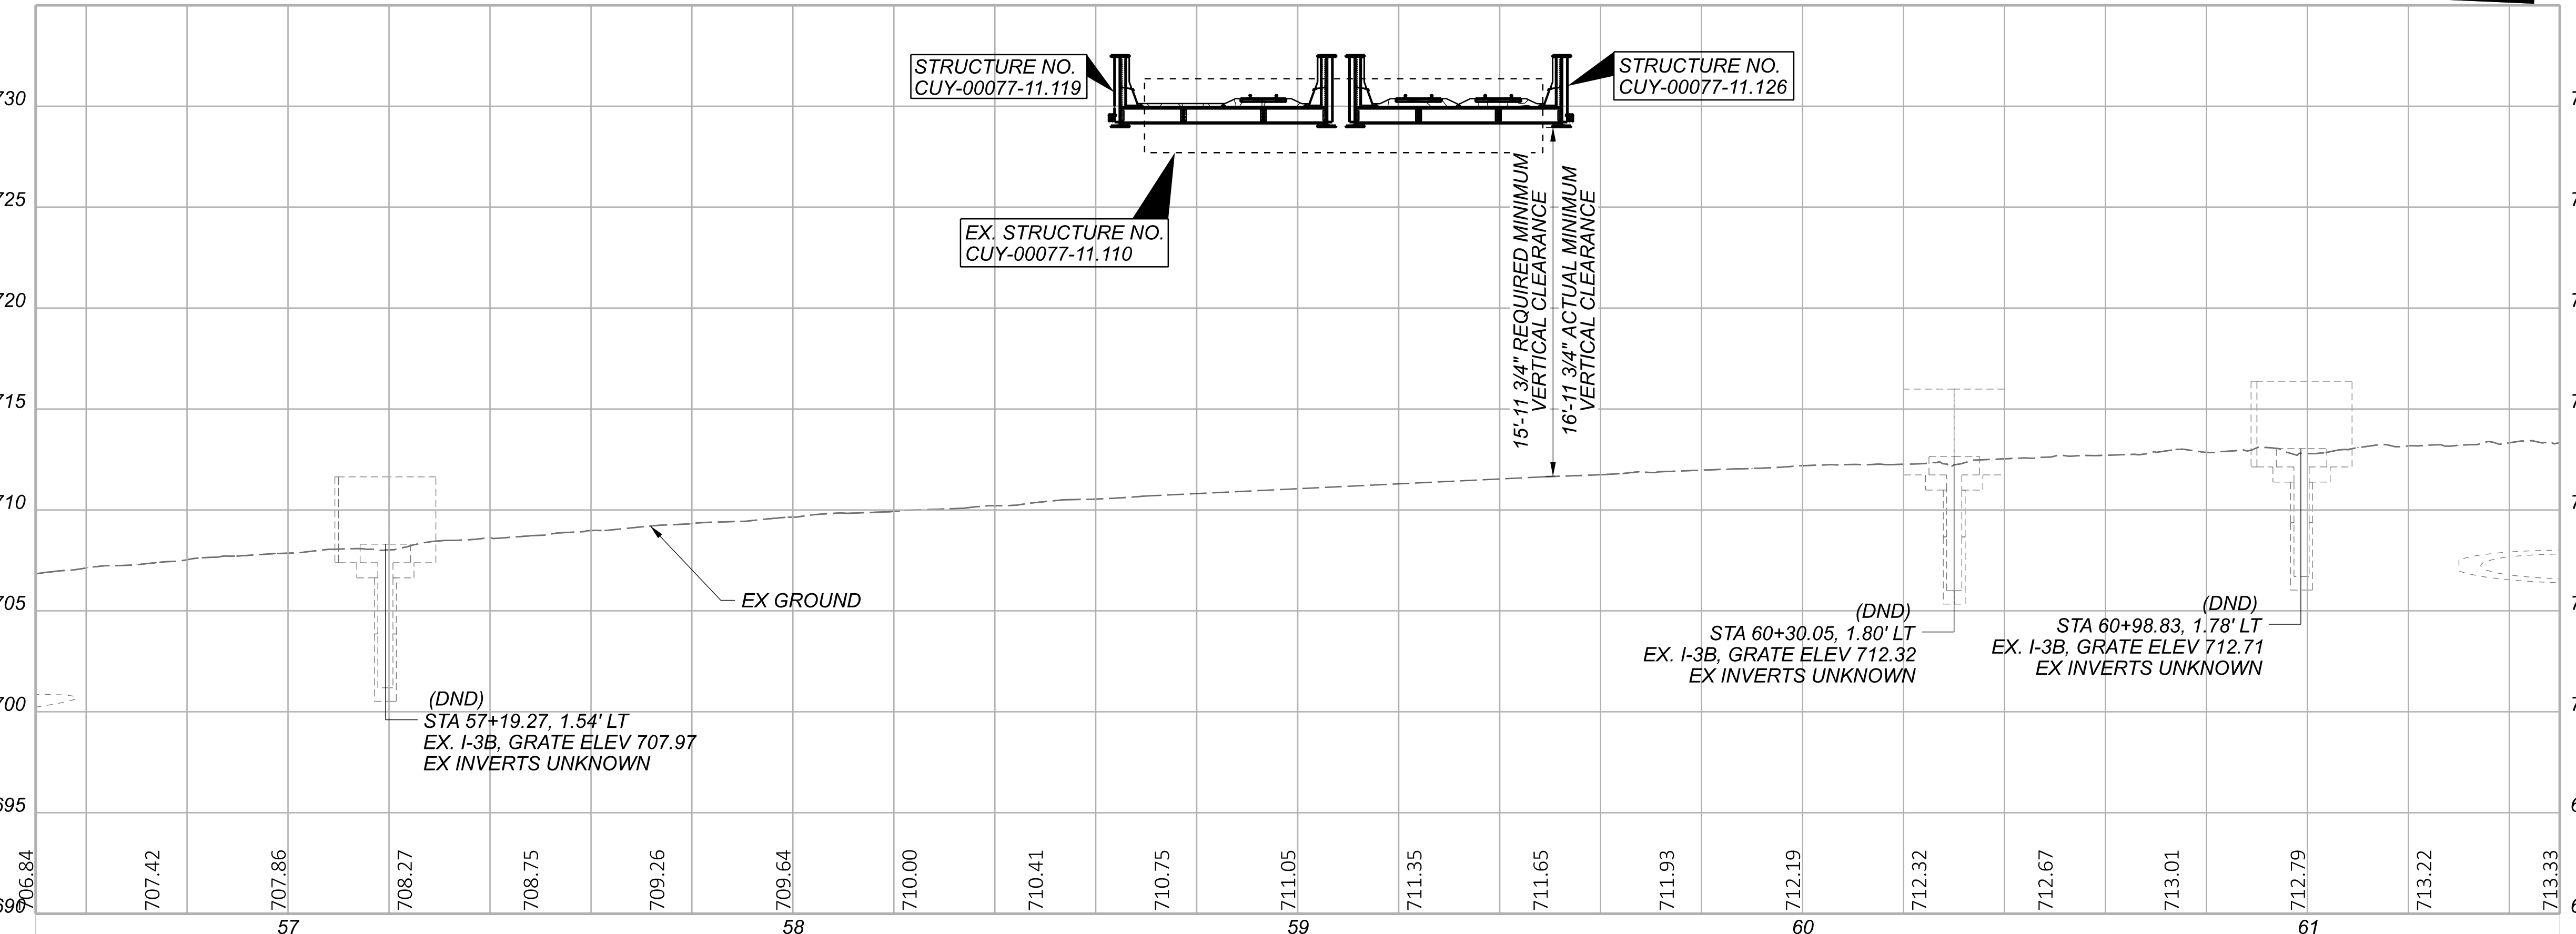 STRUCTURE NO.
CUY-00077-11.119
STRUCTURE NO.
CUY-00077-11.126
730
725
720
715
710
705
700
695
690
EX. STRUCTURE NO.
CUY-00077-11.110
15'-11 3/4" REQUIRED MINIMUM
VERTICAL CLEARANCE
16'-11 3/4" ACTUAL MINIMUM
VERTICAL CLEARANCE
EX GROUND
(DND)
STA 57+19.27, 1.54' LT
EX. I-3B, GRATE ELEV 707.97
EX INVERTS UNKNOWN
(DND)
STA 60+30.05, 1.80' LT
EX. I-3B, GRATE ELEV 712.32
EX INVERTS UNKNOWN
(DND)
STA 60+98.83, 1.78' LT
EX. I-3B, GRATE ELEV 712.71
EX INVERTS UNKNOWN
706.84
707.42
707.86
708.27
708.75
709.26
709.64
710.00
710.41
710.75
711.05
711.35
711.65
711.93
712.19
712.32
712.67
713.01
712.79
713.22
713.33
57
58
59
60
61